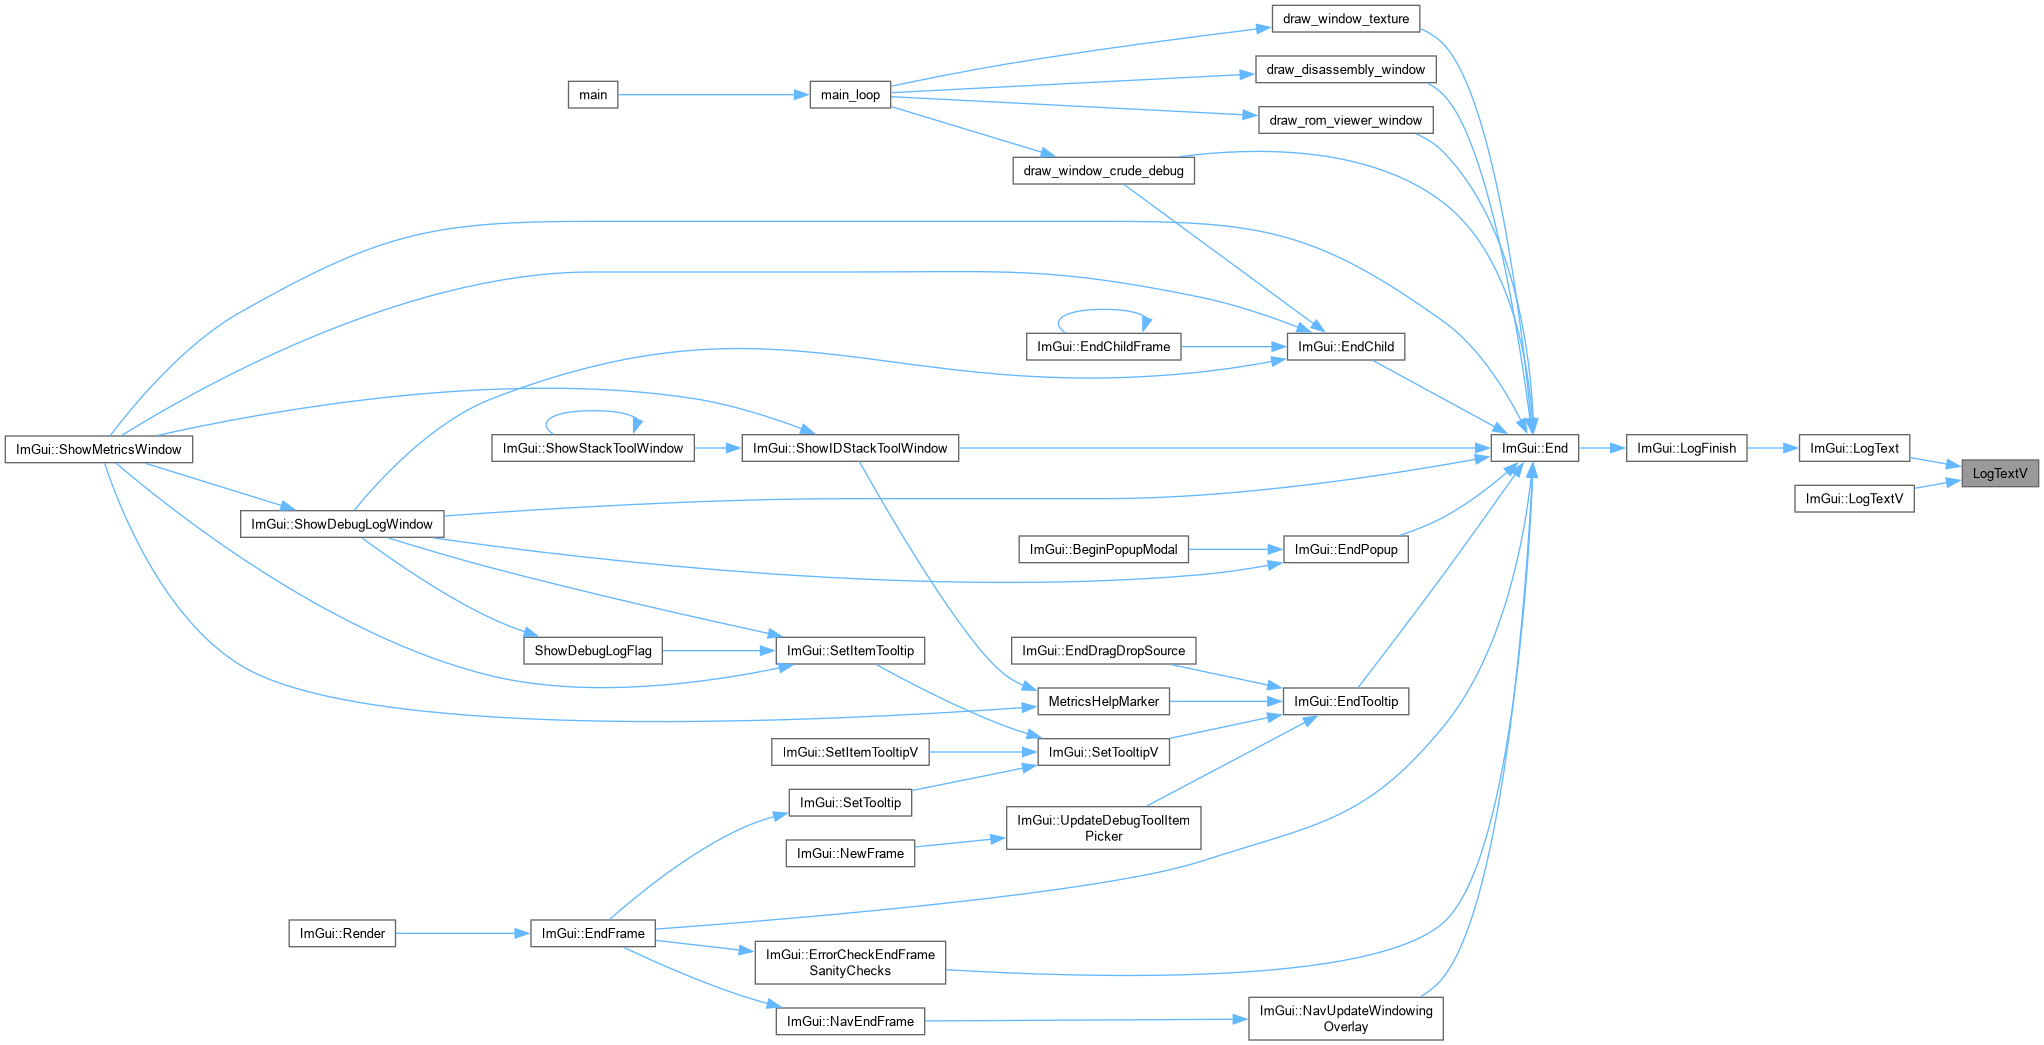 draw_window_texture
draw_disassembly_window
main
main_loop
draw_rom_viewer_window
draw_window_crude_debug
ImGui::EndChildFrame
ImGui::EndChild
ImGui::ShowMetricsWindow
ImGui::ShowStackToolWindow
ImGui::ShowIDStackToolWindow
ImGui::End
ImGui::LogFinish
ImGui::LogText
LogTextV
ImGui::LogTextV
ImGui::ShowDebugLogWindow
ImGui::BeginPopupModal
ImGui::EndPopup
ShowDebugLogFlag
ImGui::SetItemTooltip
ImGui::EndDragDropSource
MetricsHelpMarker
ImGui::EndTooltip
ImGui::SetItemTooltipV
ImGui::SetTooltipV
ImGui::SetTooltip
ImGui::UpdateDebugToolItem
Picker
ImGui::NewFrame
ImGui::Render
ImGui::EndFrame
ImGui::ErrorCheckEndFrame
SanityChecks
ImGui::NavEndFrame
ImGui::NavUpdateWindowing
Overlay